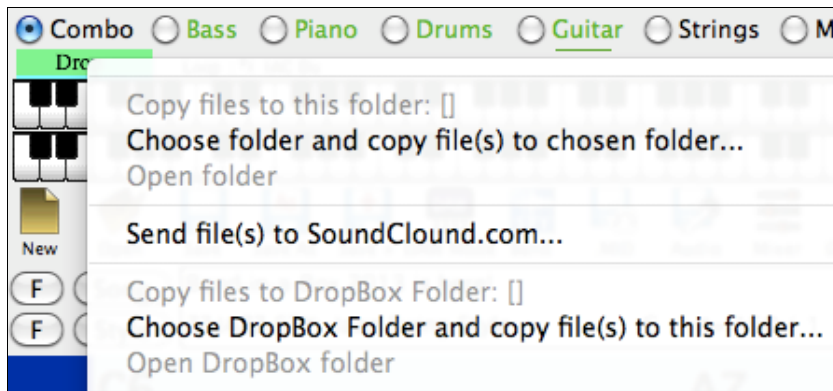 Combo Bass Piano Drums Guitar Strings M
Dro
Copy files to this folder: []
Choose folder and copy file(s) to chosen folder...
Open folder
Send file(s) to SoundClound.com...
New
Copy files to DropBox Folder: []
F
Choose DropBox Folder and copy file(s) to this folder...
F
Open DropBox folder